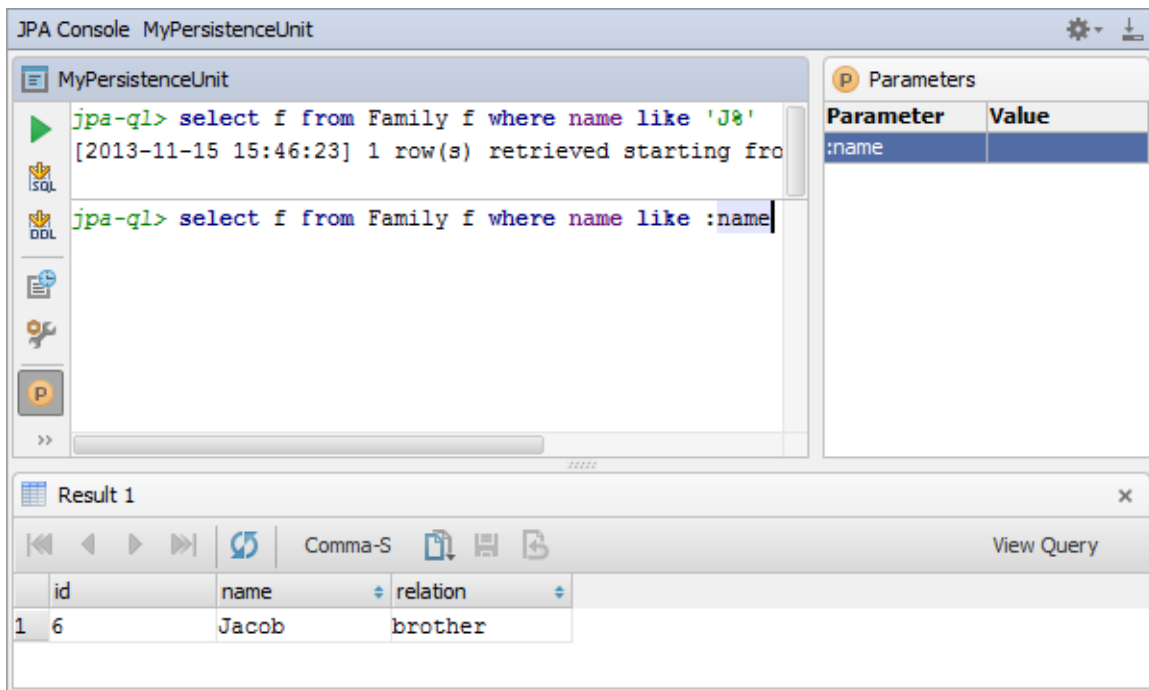 JPA Console MyPersistenceUnit
MyPersistenceUnit
jpa-ql> select f from Family f where name like 'J%'
[2013-11-15 15:46:23] 1 row(s) retrieved starting fro
jpa-ql> select f from Family f where name like :name
SQL
DDL
P
P Parameters
Parameter Value
:name
Result 1
Comma-S View Query
id name relation
1 6 Jacob brother